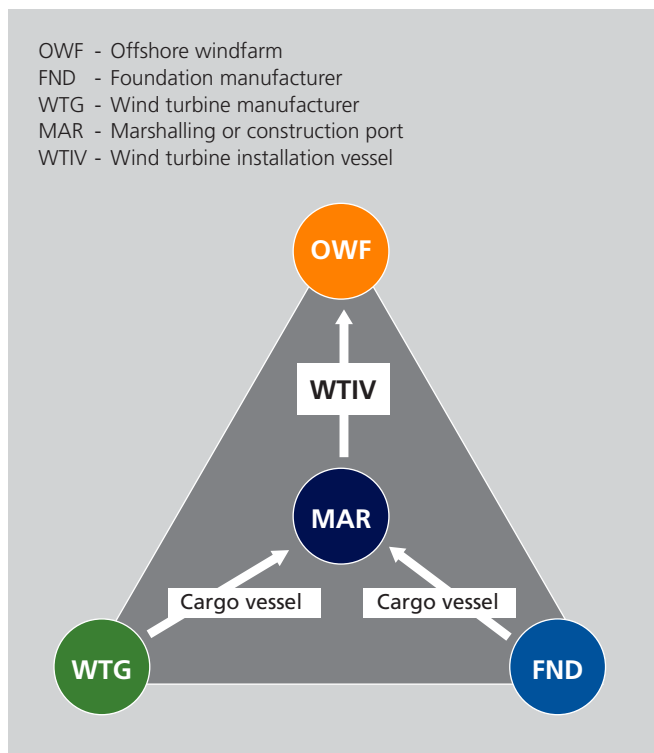 OWF - Offshore windfarm
FND - Foundation manufacturer
WTG - Wind turbine manufacturer
MAR - Marshalling or construction port
WTIV - Wind turbine installation vessel
OWF
WTIV
MAR
Cargo vessel Cargo vessel
WTG FND